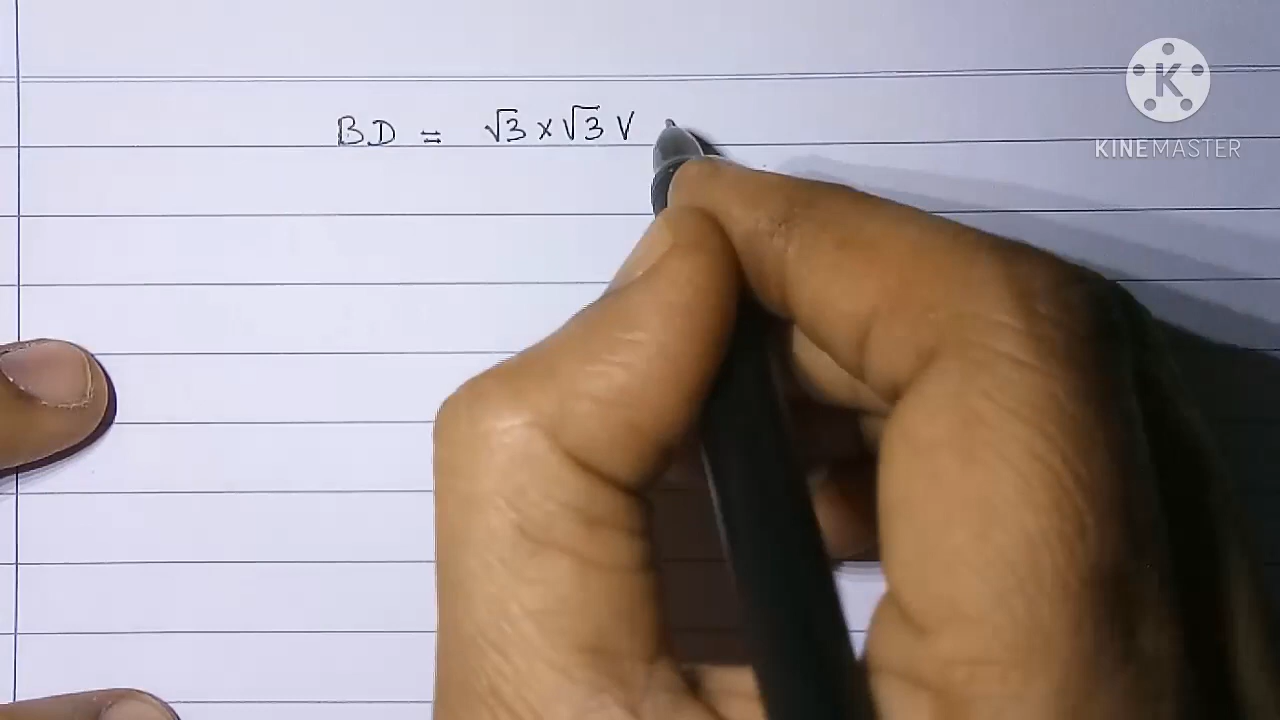 BD = √3 × √3 V
K
KINEMASTER